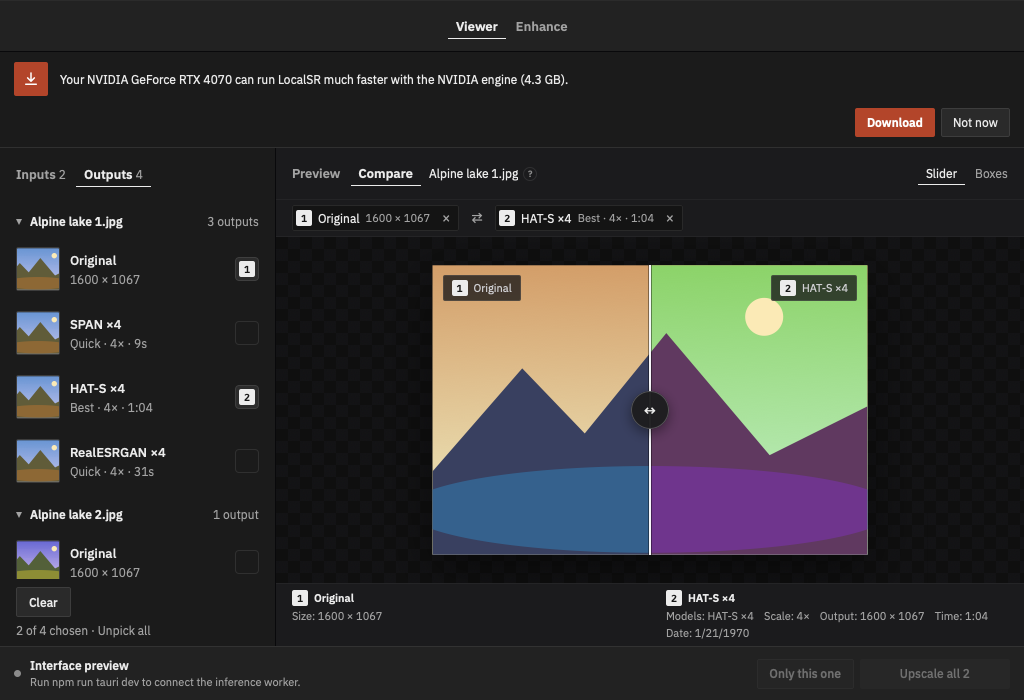 Viewer Enhance
Your NVIDIA GeForce RTX 4070 can run LocalSR much faster with the NVIDIA engine (4.3 GB).
Download Not now
Inputs 2 Outputs 4
Alpine lake 1.jpg 3 outputs
Original
1600 × 1067
1
SPAN ×4
Quick · 4× · 9s
HAT-S ×4
Best · 4× · 1:04
2
RealESRGAN ×4
Quick · 4× · 31s
Alpine lake 2.jpg 1 output
Original
1600 × 1067
Clear
2 of 4 chosen · Unpick all
Preview Compare Alpine lake 1.jpg ?
Slider Boxes
1 Original 1600 × 1067 × ⇄ 2 HAT-S ×4 Best · 4× · 1:04 ×
1 Original
2 HAT-S ×4
1 Original
Size: 1600 × 1067
2 HAT-S ×4
Models: HAT-S ×4 Scale: 4× Output: 1600 × 1067 Time: 1:04
Date: 1/21/1970
Interface preview
Run npm run tauri dev to connect the inference worker.
Only this one Upscale all 2